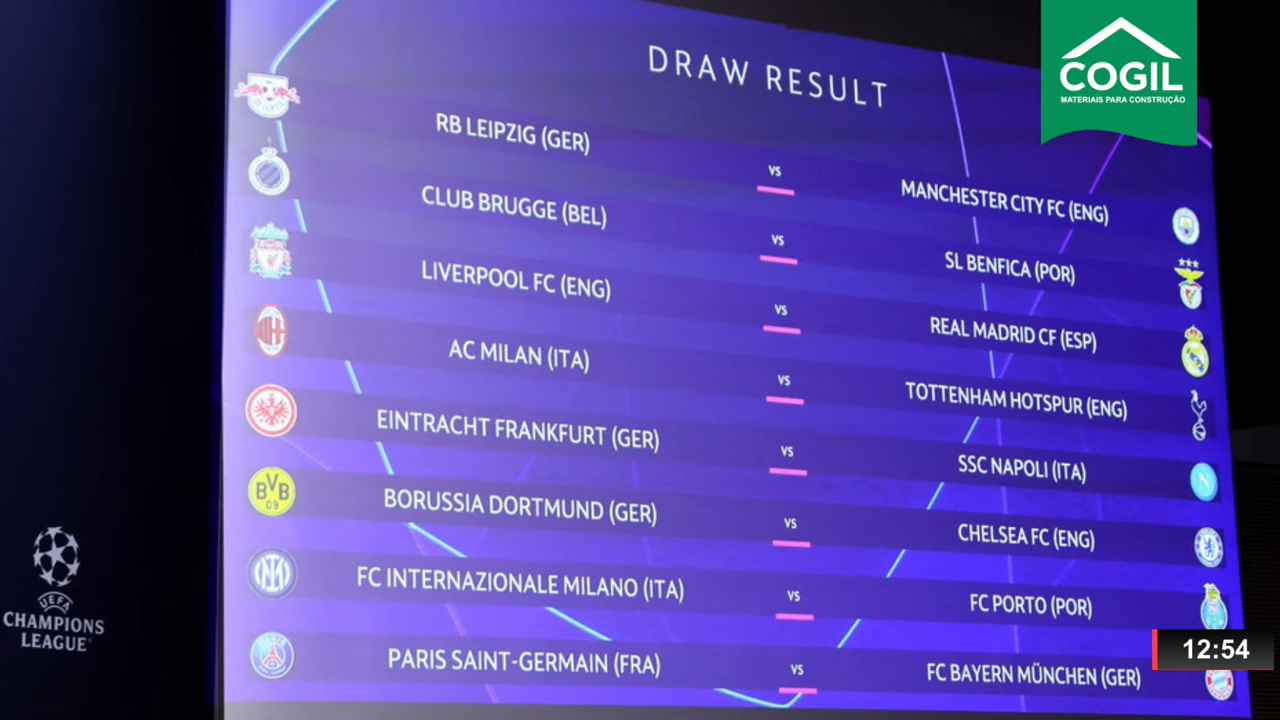 COGIL
MATERIAIS PARA CONSTRUÇÃO
DRAW RESULT
RB LEIPZIG (GER) vs MANCHESTER CITY FC (ENG)
CLUB BRUGGE (BEL) vs SL BENFICA (POR)
LIVERPOOL FC (ENG) vs REAL MADRID CF (ESP)
AC MILAN (ITA) vs TOTTENHAM HOTSPUR (ENG)
EINTRACHT FRANKFURT (GER) vs SSC NAPOLI (ITA)
BORUSSIA DORTMUND (GER) vs CHELSEA FC (ENG)
FC INTERNAZIONALE MILANO (ITA) vs FC PORTO (POR)
PARIS SAINT-GERMAIN (FRA) vs FC BAYERN MÜNCHEN (GER)
BVB
09
N
UEFA
CHAMPIONS
LEAGUE
12:54